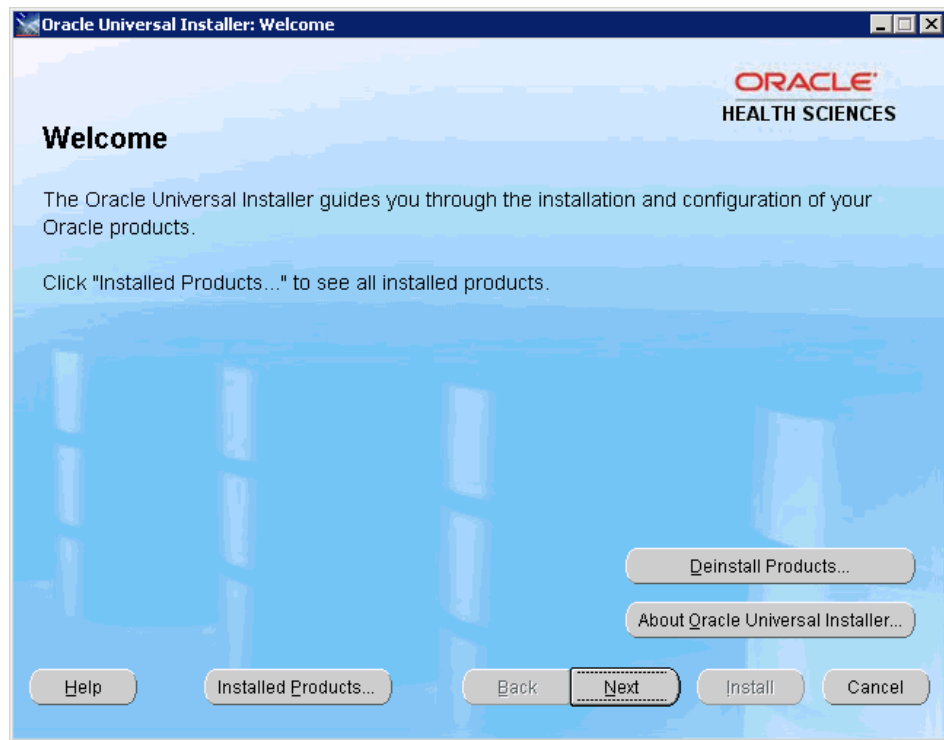 Oracle Universal Installer: Welcome
ORACLE
HEALTH SCIENCES
Welcome
The Oracle Universal Installer guides you through the installation and configuration of your
Oracle products.
Click "Installed Products..." to see all installed products.
Deinstall Products...
About Oracle Universal Installer...
Help
Installed Products...
Back
Next
Install
Cancel